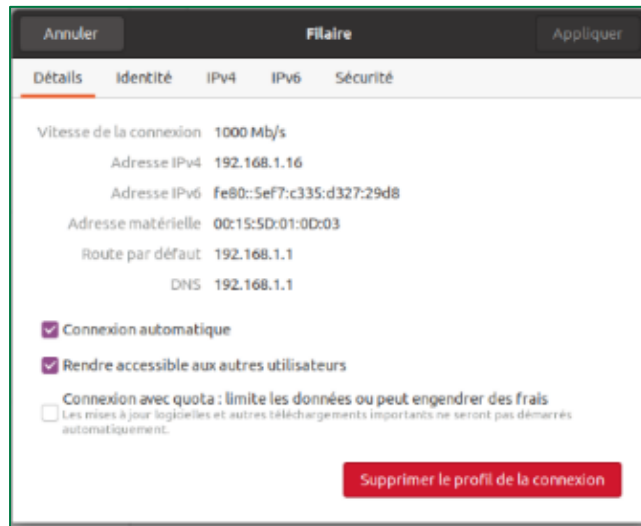 Annuler
Filaire
Appliquer
Détails Identité IPv4 IPv6 Sécurité
Vitesse de la connexion 1000 Mb/s
Adresse IPv4 192.168.1.16
Adresse IPv6 fe80::5ef7:c335:d327:29d8
Adresse matérielle 00:15:5D:01:0D:03
Route par défaut 192.168.1.1
DNS 192.168.1.1
Connexion automatique
Rendre accessible aux autres utilisateurs
Connexion avec quota : limite les données ou peut engendrer des frais
Les mises à jour logicielles et autres téléchargements importants ne seront pas démarrés
automatiquement.
Supprimer le profil de la connexion